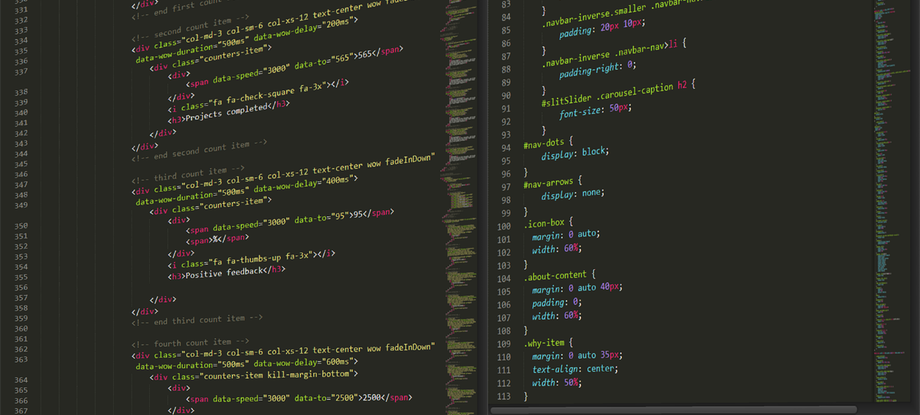 331 </div>
332 <!-- end first count
333 <!-- second count item -->
334 <div class="col-md-3 col-sm-6 col-xs-12 text-center wow fadeInDown"
335 data-wow-duration="500ms" data-wow-delay="200ms">
336 <div class="counters-item">
337 <div>
<span data-speed="3000" data-to="565">565</span>
338 </div>
339 <i class="fa fa-check-square fa-3x"></i>
340 <h3>Projects completed</h3>
341
342 </div>
343 </div>
344 <!-- end second count item -->
345
346 <!-- third count item -->
347 <div class="col-md-3 col-sm-6 col-xs-12 text-center wow fadeInDown"
348 data-wow-duration="500ms" data-wow-delay="400ms">
349 <div class="counters-item">
<div>
350 <span data-speed="3000" data-to="95">95</span>
351 <span>%</span>
352 </div>
353 <i class="fa fa-thumbs-up fa-3x"></i>
354 <h3>Positive feedback</h3>
355
356
357 </div>
358 </div>
359 <!-- end third count item -->
360
361 <!-- fourth count item -->
362 <div class="col-md-3 col-sm-6 col-xs-12 text-center wow fadeInDown"
363 data-wow-duration="500ms" data-wow-delay="600ms">
<div class="counters-item kill-margin-bottom">
364 <div>
365 <span data-speed="3000" data-to="2500">2500</span>
366 </div>
367
83 }
84 .navbar-inverse.smaller
85 padding: 20px 10px;
86 }
87 .navbar-inverse .navbar-nav>li {
88 padding-right: 0;
89 }
90 #slitSlider .carousel-caption h2 {
91 font-size: 50px;
92 }
93 #nav-dots {
94 display: block;
95 }
96 #nav-arrows {
97 display: none;
98 }
99 .icon-box {
100 margin: 0 auto;
101 width: 60%;
102 }
103 .about-content {
104 margin: 0 auto 40px;
105 padding: 0;
106 width: 60%;
107 }
108 .why-item {
109 margin: 0 auto 35px;
110 text-align: center;
111 width: 50%;
112 }
113